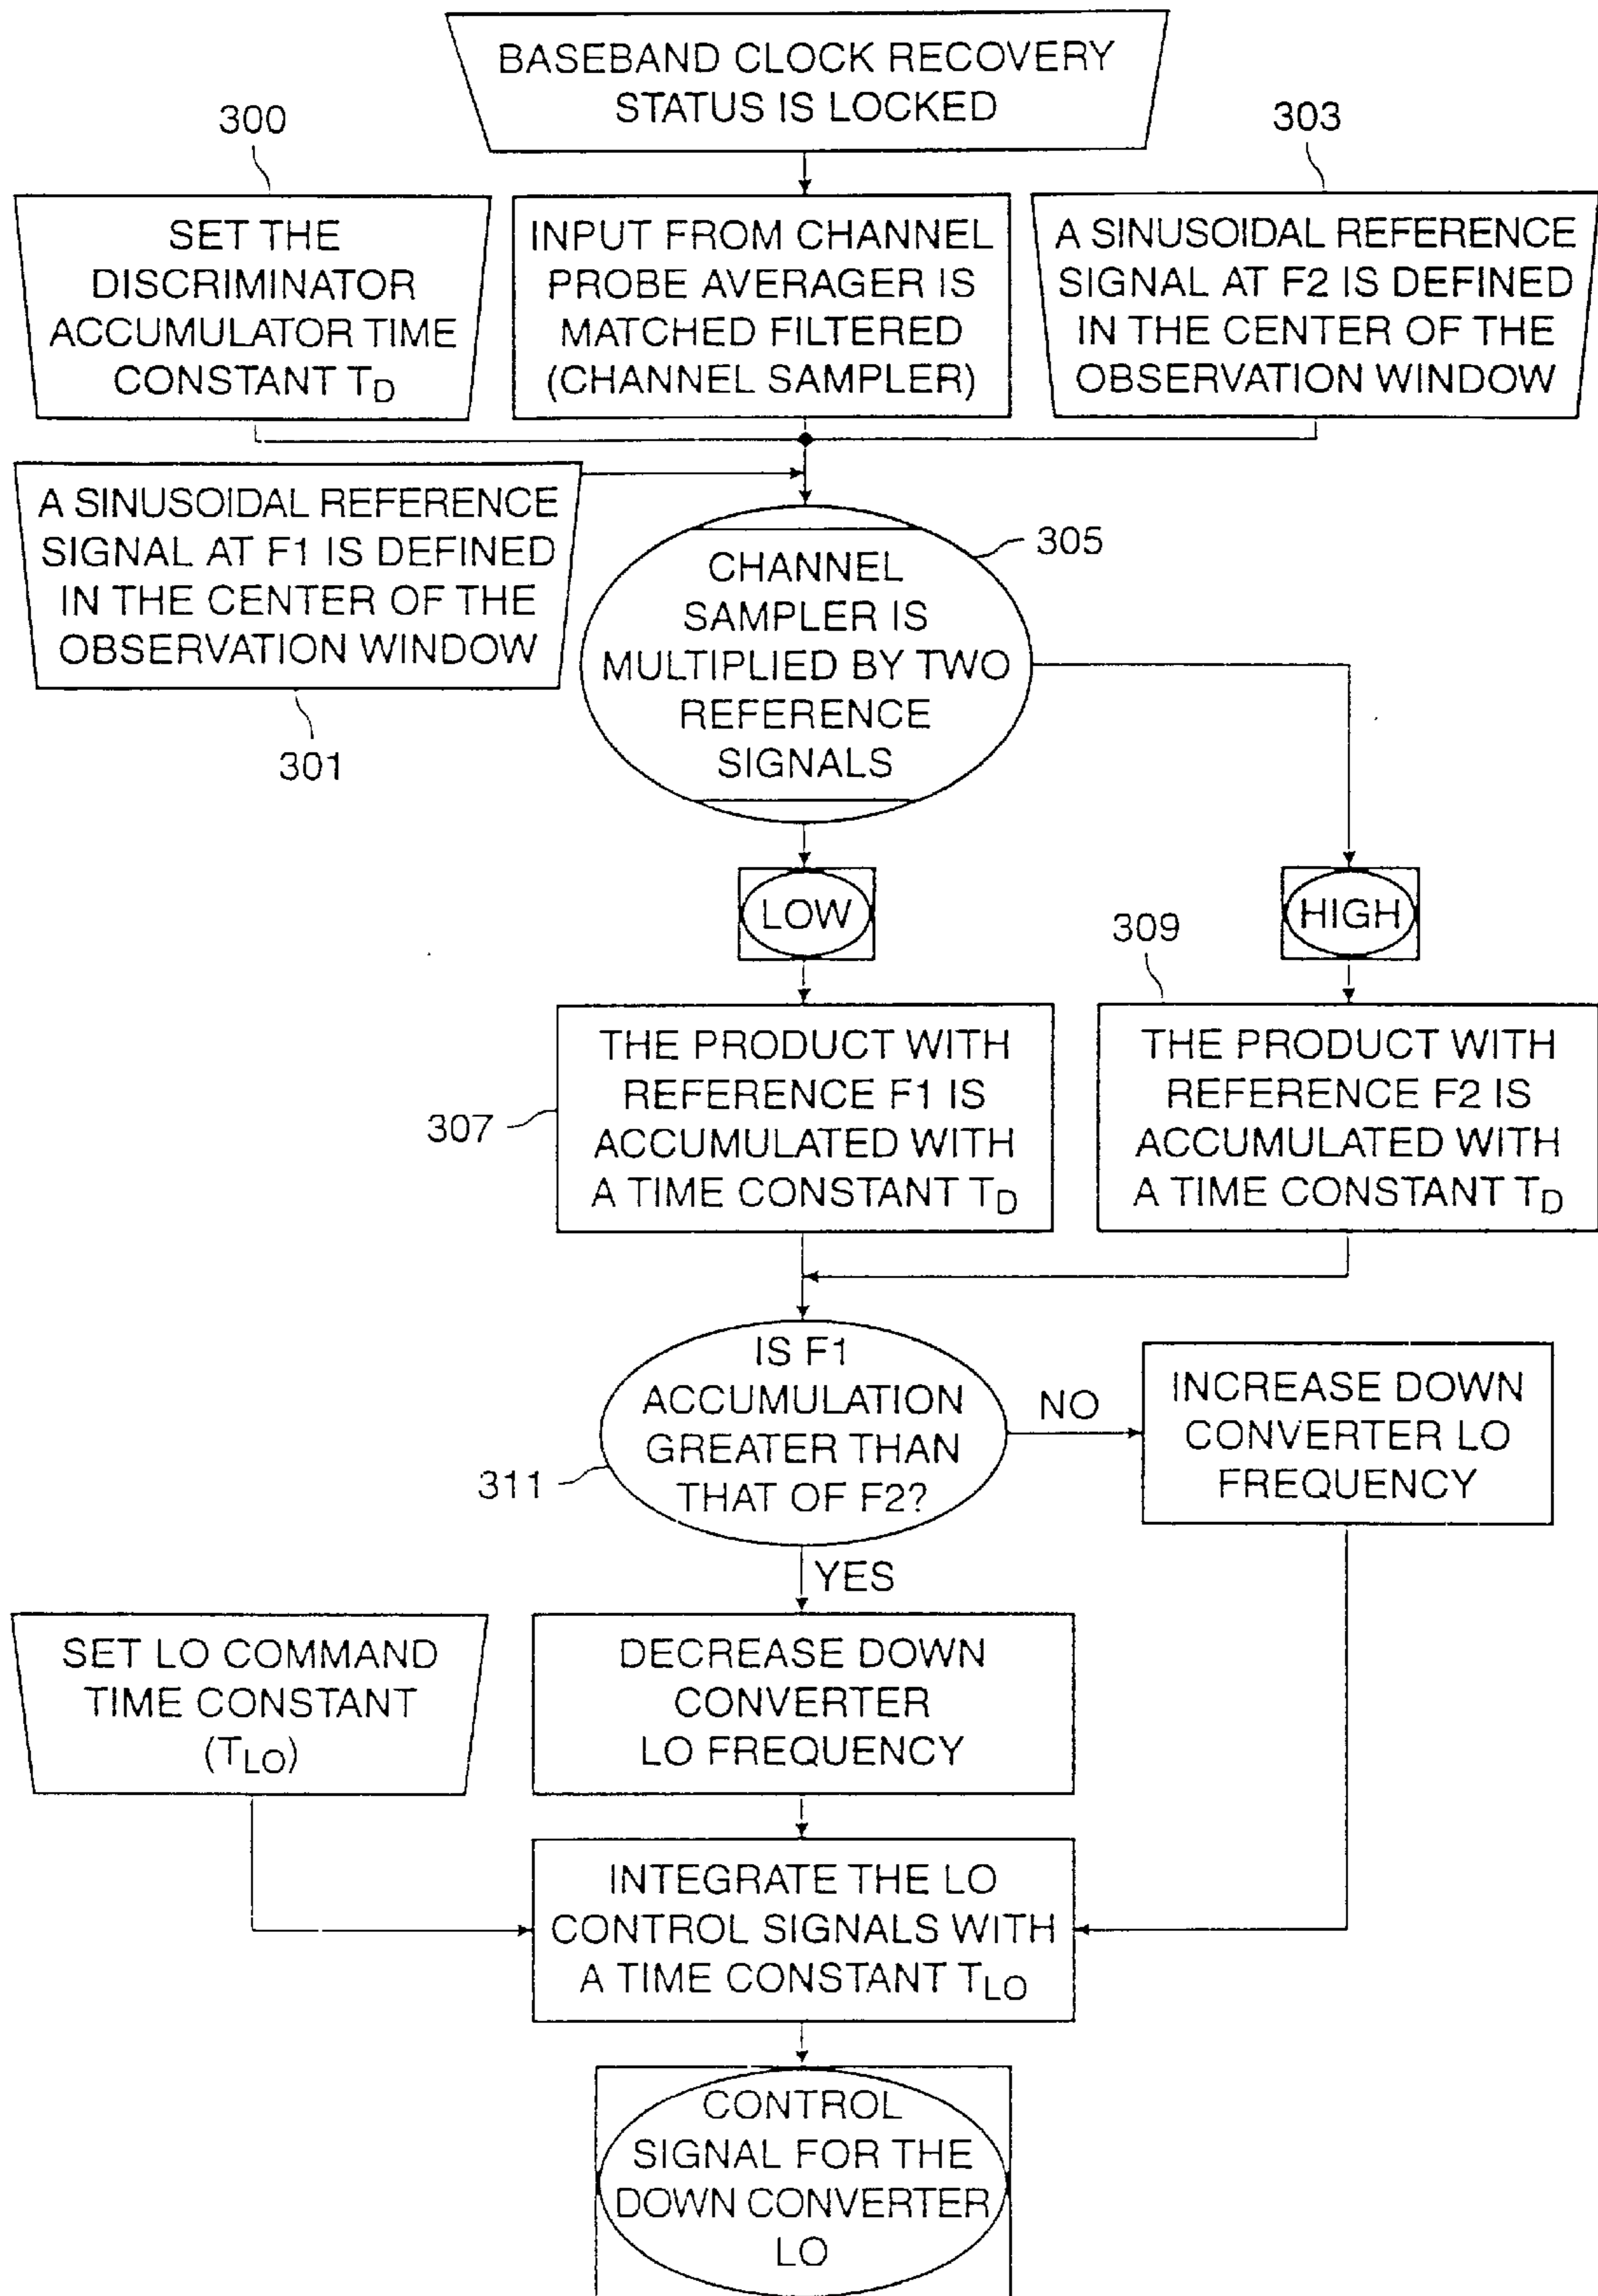 BASEBAND CLOCK RECOVERY
STATUS IS LOCKED
300
303
SET THE
DISCRIMINATOR
ACCUMULATOR TIME
CONSTANT TD
INPUT FROM CHANNEL
PROBE AVERAGER IS
MATCHED FILTERED
(CHANNEL SAMPLER)
A SINUSOIDAL REFERENCE
SIGNAL AT F2 IS DEFINED
IN THE CENTER OF THE
OBSERVATION WINDOW
A SINUSOIDAL REFERENCE
SIGNAL AT F1 IS DEFINED
IN THE CENTER OF THE
OBSERVATION WINDOW
301
305
CHANNEL
SAMPLER IS
MULTIPLIED BY TWO
REFERENCE
SIGNALS
LOW
HIGH
309
307
THE PRODUCT WITH
REFERENCE F1 IS
ACCUMULATED WITH
A TIME CONSTANT TD
THE PRODUCT WITH
REFERENCE F2 IS
ACCUMULATED WITH
A TIME CONSTANT TD
IS F1
ACCUMULATION
GREATER THAN
THAT OF F2?
311
NO
INCREASE DOWN
CONVERTER LO
FREQUENCY
YES
SET LO COMMAND
TIME CONSTANT
(TLO)
DECREASE DOWN
CONVERTER
LO FREQUENCY
INTEGRATE THE LO
CONTROL SIGNALS WITH
A TIME CONSTANT TLO
CONTROL
SIGNAL FOR THE
DOWN CONVERTER
LO